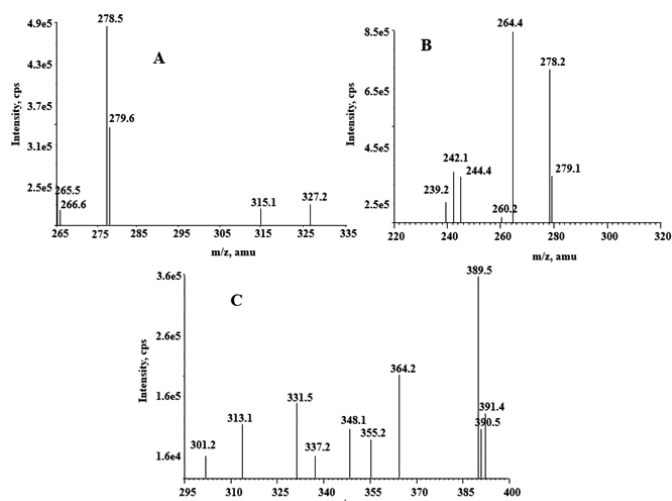 4.9e5
4.3e5
3.7e5
3.1e5
2.5e5
Intensity, cps
278.5
279.6
265.5
266.6
315.1
327.2
A
265 275 285 295 305 315 325 335
m/z, amu
8.5e5
6.5e5
4.5e5
2.5e5
Intensity, cps
264.4
278.2
279.1
242.1
244.4
239.2
260.2
B
220 240 260 280 300 320
m/z, amu
3.6e5
2.6e5
1.6e5
1.6e4
Intensity, cps
389.5
364.2
331.5
313.1
348.1
355.2
391.4
390.5
301.2
337.2
C
295 310 325 340 355 370 385 400